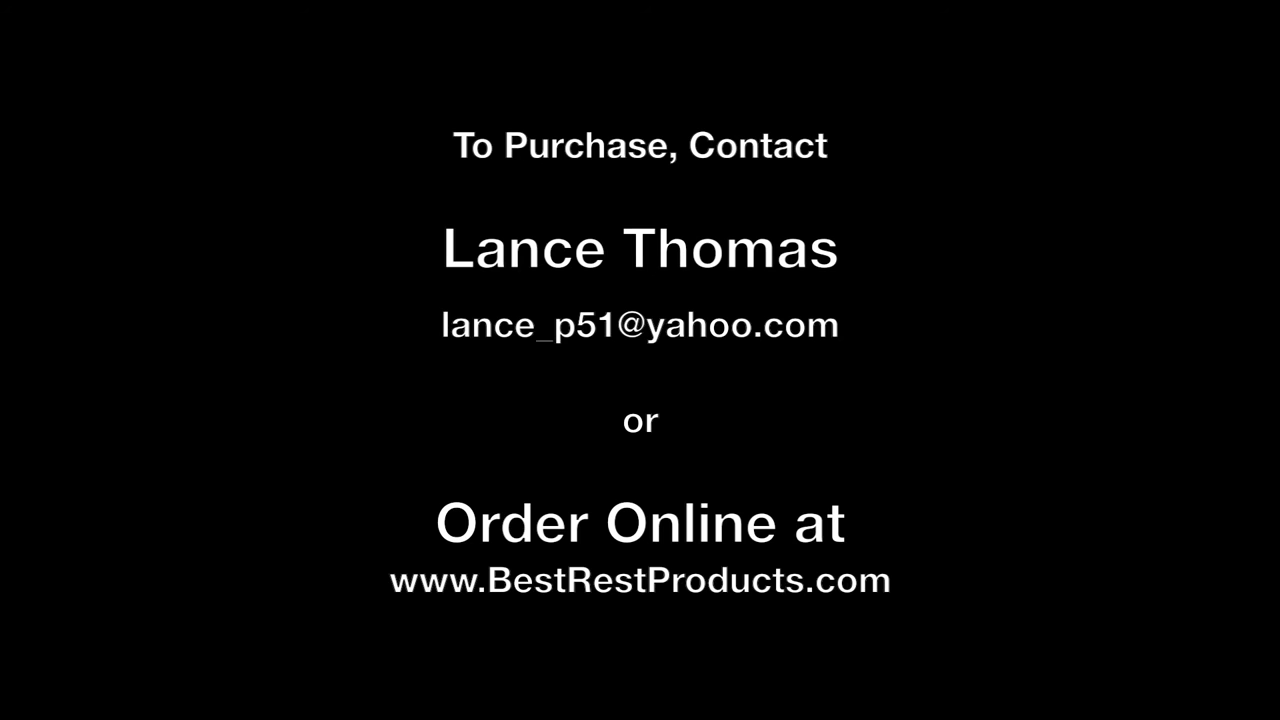 To Purchase, Contact
Lance Thomas
lance_p51@yahoo.com
or
Order Online at
www.BestRestProducts.com